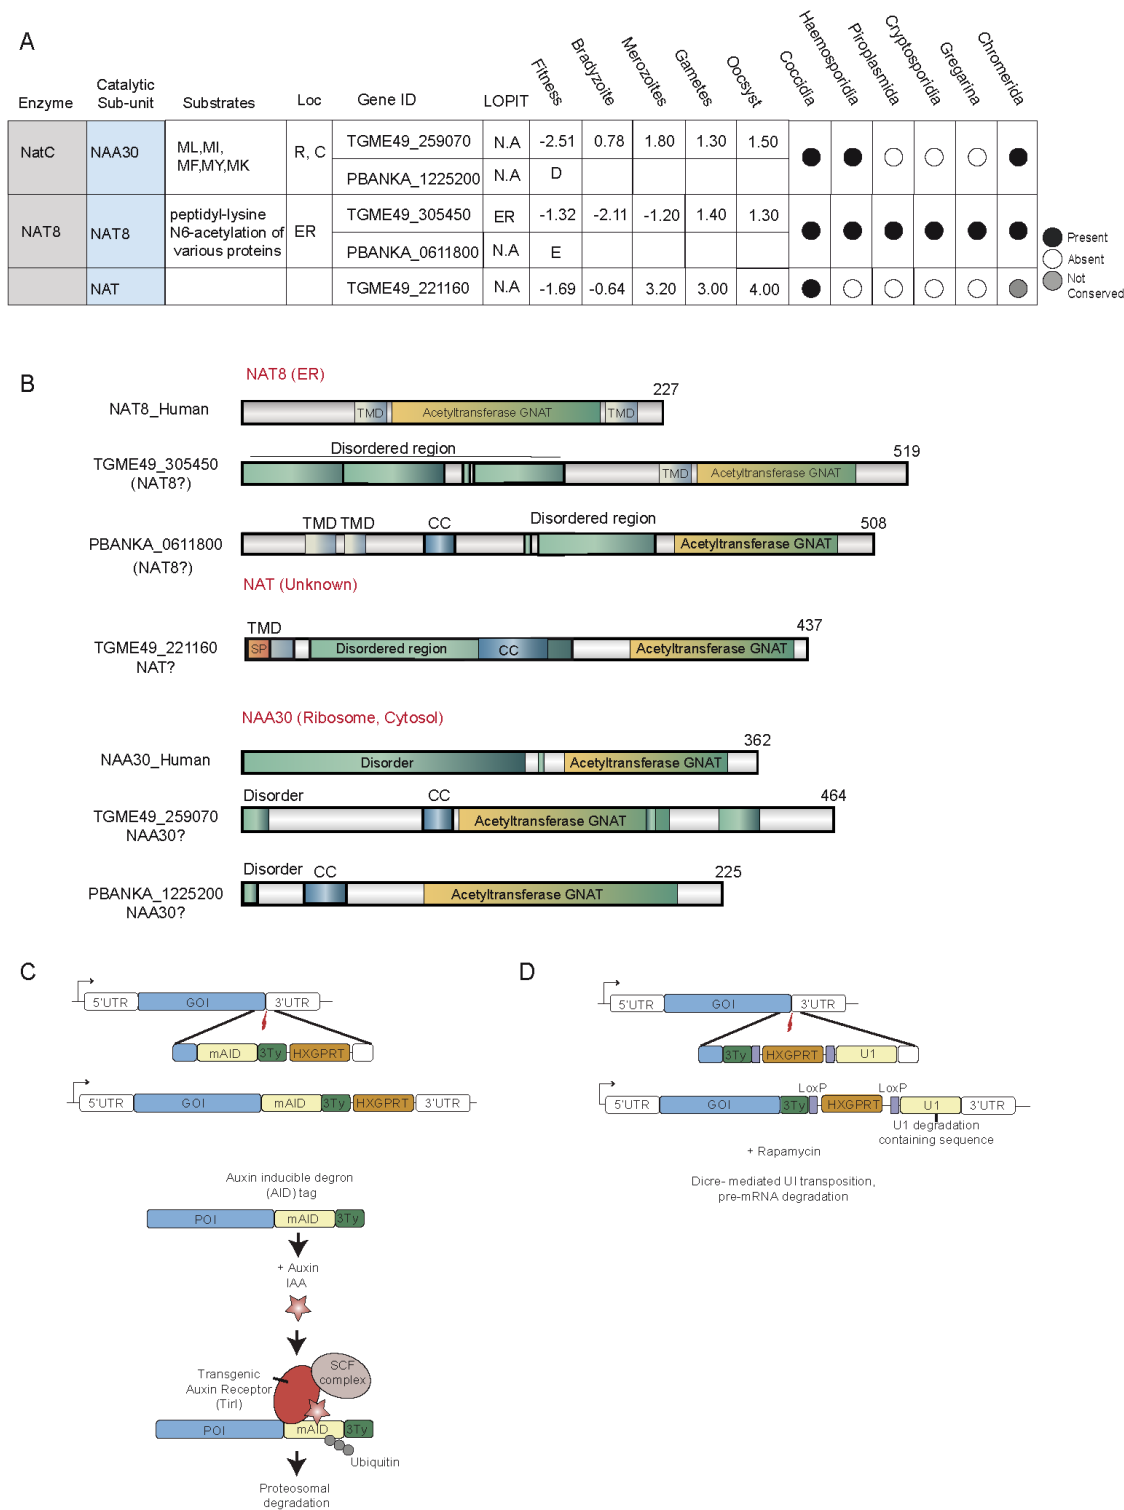 A
Enzyme
Catalytic
Sub-unit
Substrates
Loc
Gene ID
LOPIT
Fitness
Bradyzoite
Merozoites
Gametes
Oocsyst
Coccidia
Haemosporidia
Piroplasmida
Cryptosporidia
Gregarina
Chromerida
NatC
NAA30
ML,MI,
MF,MY,MK
R, C
TGME49_259070
N.A
-2.51
0.78
1.80
1.30
1.50
PBANKA_1225200
N.A
D
NAT8
NAT8
peptidyl-lysine
N6-acetylation of
various proteins
ER
TGME49_305450
ER
-1.32
-2.11
-1.20
1.40
1.30
PBANKA_0611800
N.A
E
NAT
TGME49_221160
N.A
-1.69
-0.64
3.20
3.00
4.00
Present
Absent
Not
Conserved
B
NAT8 (ER)
227
NAT8_Human
TMD
Acetyltransferase GNAT
TMD
Disordered region
519
TGME49_305450
(NAT8?)
TMD
Acetyltransferase GNAT
TMD TMD
CC
Disordered region
508
PBANKA_0611800
(NAT8?)
Acetyltransferase GNAT
NAT (Unknown)
TMD
437
TGME49_221160
NAT?
SP
Disordered region
CC
Acetyltransferase GNAT
NAA30 (Ribosome, Cytosol)
362
NAA30_Human
Disorder
Acetyltransferase GNAT
Disorder
CC
464
TGME49_259070
NAA30?
Acetyltransferase GNAT
Disorder
CC
225
PBANKA_1225200
NAA30?
Acetyltransferase GNAT
C
5'UTR
GOI
3'UTR
mAID
3Ty
HXGPRT
5'UTR
GOI
mAID
3Ty
HXGPRT
3'UTR
Auxin inducible degron
(AID) tag
POI
mAID
3Ty
+ Auxin
IAA
SCF
complex
Transgenic
Auxin Receptor
(TirI)
POI
mAID
3Ty
Ubiquitin
Proteosomal
degradation
D
5'UTR
GOI
3'UTR
3Ty
HXGPRT
U1
LoxP
LoxP
5'UTR
GOI
3Ty
HXGPRT
U1
3'UTR
U1 degradation
containing sequence
+ Rapamycin
Dicre- mediated UI transposition,
pre-mRNA degradation